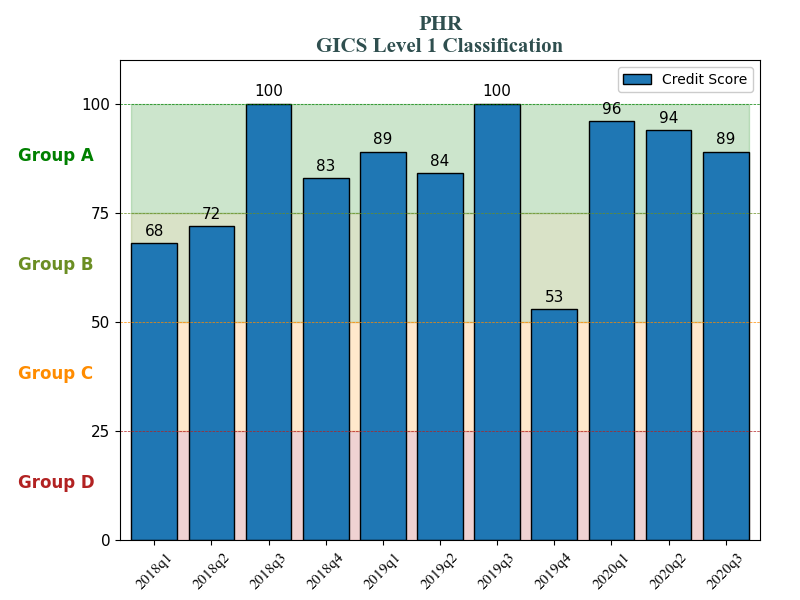 PHR
GICS Level 1 Classification
Credit Score
100
75
50
25
0
Group A
Group B
Group C
Group D
68
72
100
83
89
84
100
53
96
94
89
2018q1
2018q2
2018q3
2018q4
2019q1
2019q2
2019q3
2019q4
2020q1
2020q2
2020q3